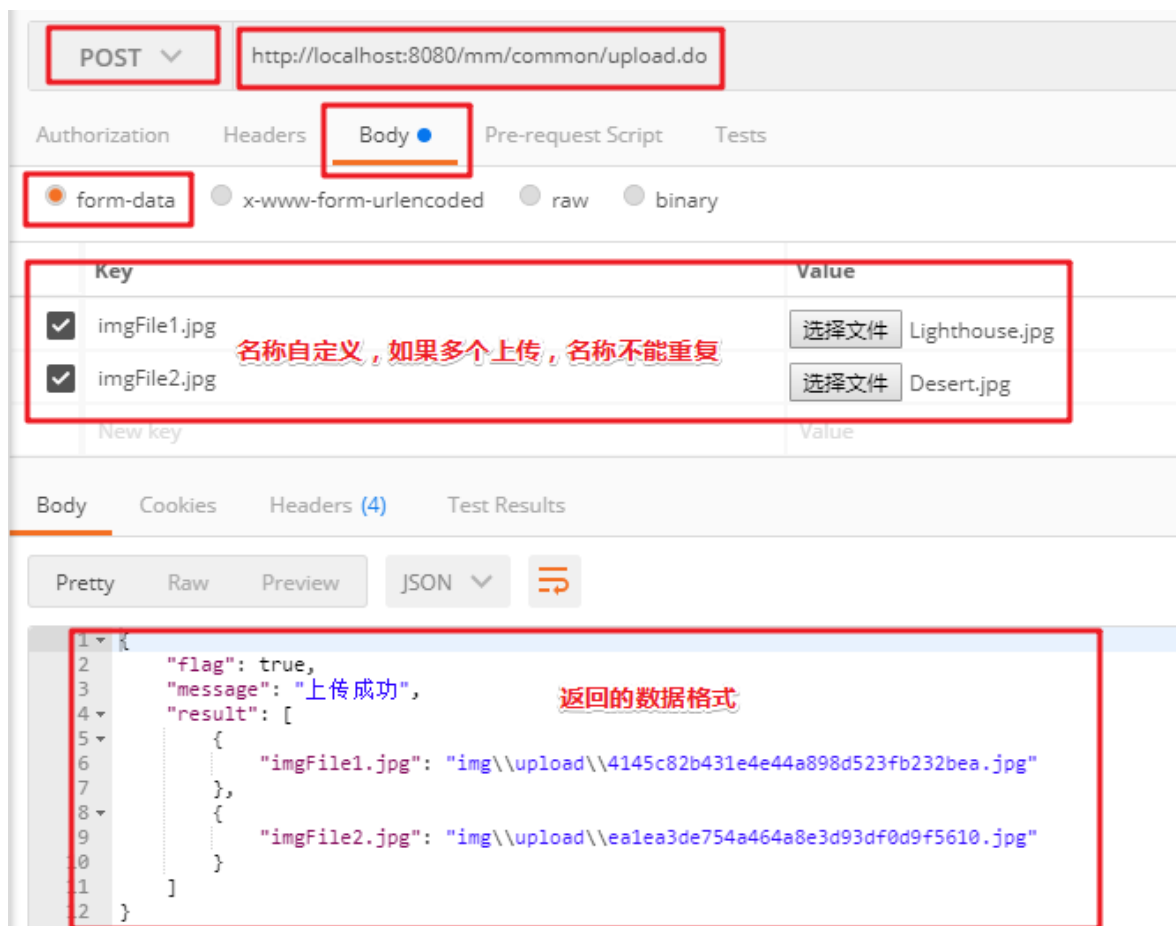 POST http://localhost:8080/mm/common/upload.do
Authorization Headers Body Pre-request Script Tests
form-data x-www-form-urlencoded raw binary
Key Value
imgFile1.jpg 选择文件 Lighthouse.jpg
名称自定义，如果多个上传，名称不能重复
imgFile2.jpg 选择文件 Desert.jpg
New key Value
Body Cookies Headers (4) Test Results
Pretty Raw Preview JSON
1 {
2 "flag": true,
3 "message": "上传成功",
返回的数据格式
4 "result": [
5 {
6 "imgFile1.jpg": "img\\upload\\4145c82b431e4e44a898d523fb232bea.jpg"
7 },
8 {
9 "imgFile2.jpg": "img\\upload\\ea1ea3de754a464a8e3d93df0d9f5610.jpg"
10 }
11 ]
12 }